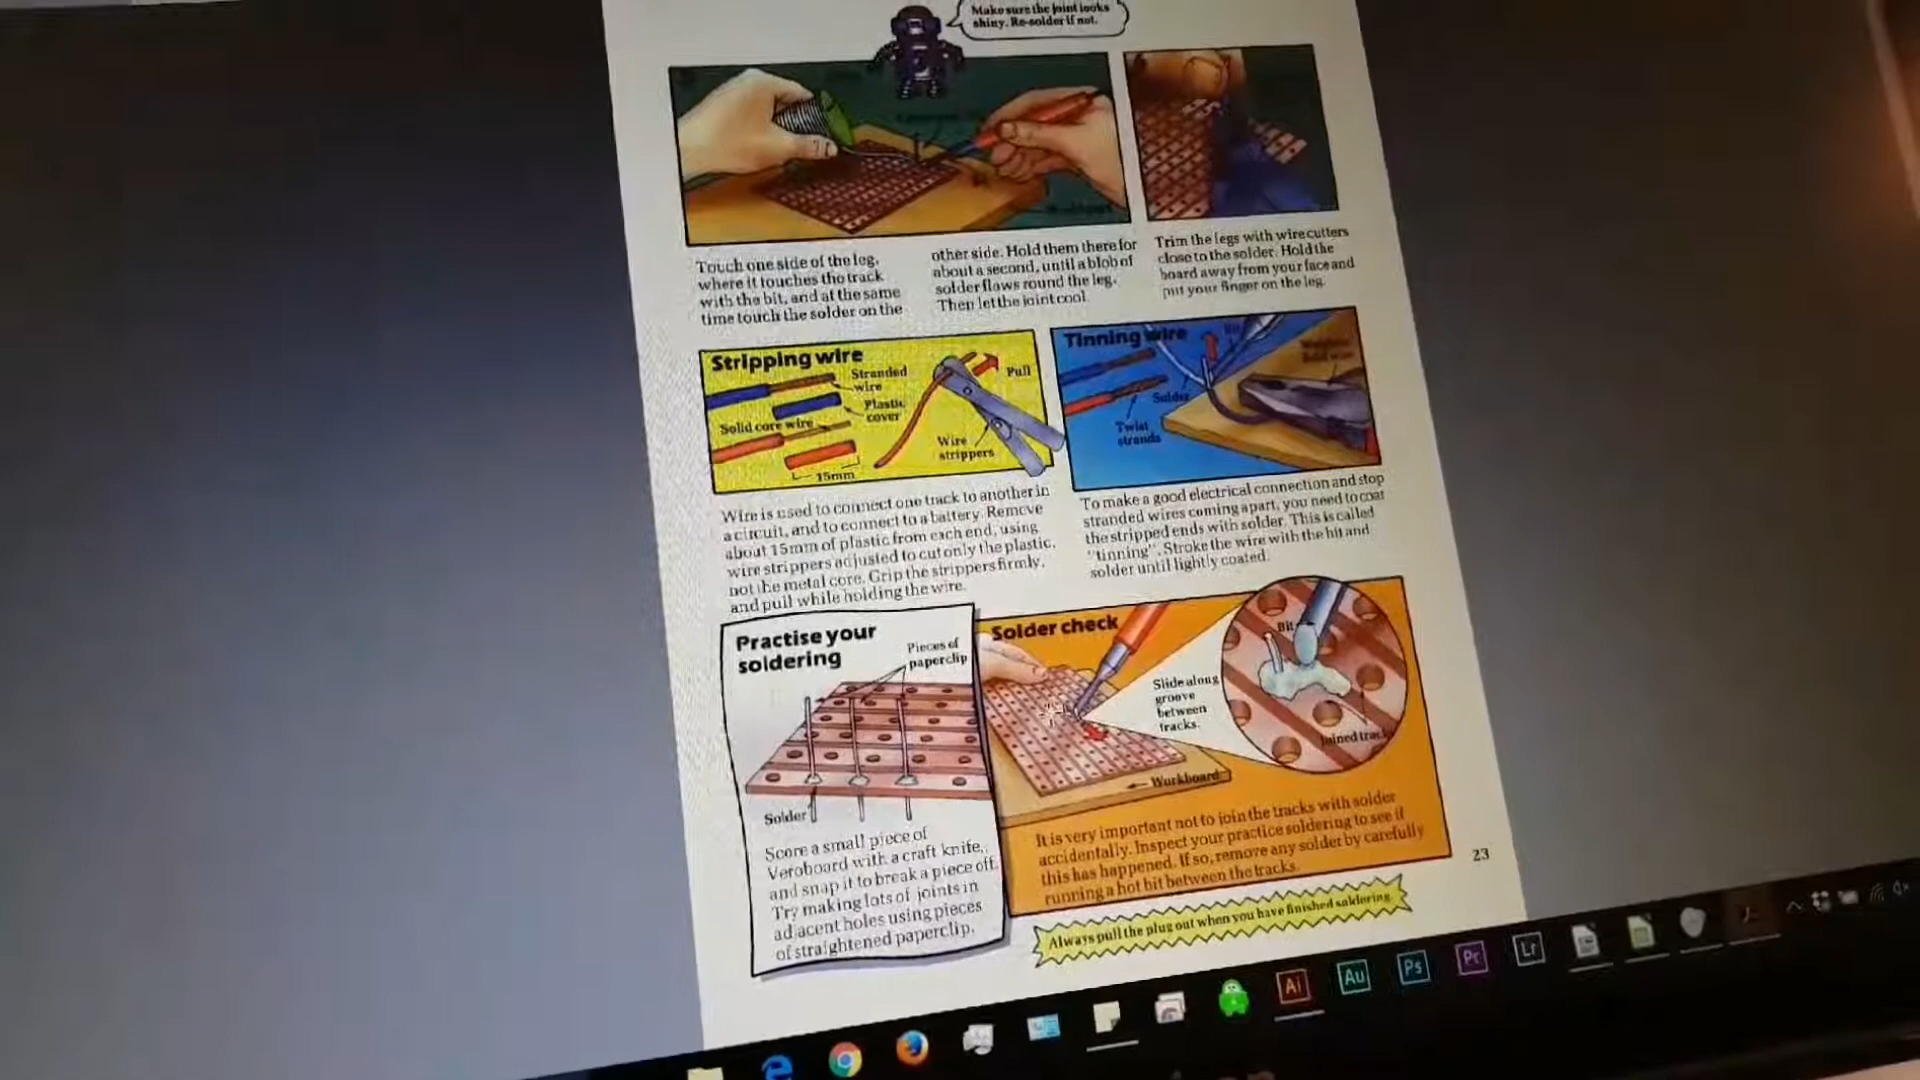 Make sure the joint looks
shiny. Re-solder if not.
Touch one side of the leg,
where it touches the track
with the bit, and at the same
time touch the solder on the
other side. Hold them there for
about a second, until a blob of
solder flows round the leg.
Then let the joint cool.
Trim the legs with wire cutters
close to the solder. Hold the
board away from your face and
put your finger on the leg.
Stripping wire
Stranded
wire
Plastic
cover
Solid core wire
15mm
Pull
Wire
strippers
Tinning wire
Bit
Solder
Twist
strands
Wire is used to connect one track to another in
a circuit, and to connect to a battery. Remove
about 15mm of plastic from each end, using
wire strippers adjusted to cut only the plastic,
not the metal core. Grip the strippers firmly,
and pull while holding the wire.
To make a good electrical connection and stop
stranded wires coming apart, you need to coat
the stripped ends with solder. This is called
"tinning". Stroke the wire with the bit and
solder until lightly coated.
Practise your
soldering
Pieces of
paperclip
Solder
Score a small piece of
Veroboard with a craft knife,
and snap it to break a piece off.
Try making lots of joints in
adjacent holes using pieces
of straightened paperclip.
Solder check
Bit
Slide along
groove
between
tracks.
Joined track
Workboard
It is very important not to join the tracks with solder
accidentally. Inspect your practice soldering to see if
this has happened. If so, remove any solder by carefully
running a hot bit between the tracks.
23
Always pull the plug out when you have finished soldering.
Ai Au Ps Pr Lr